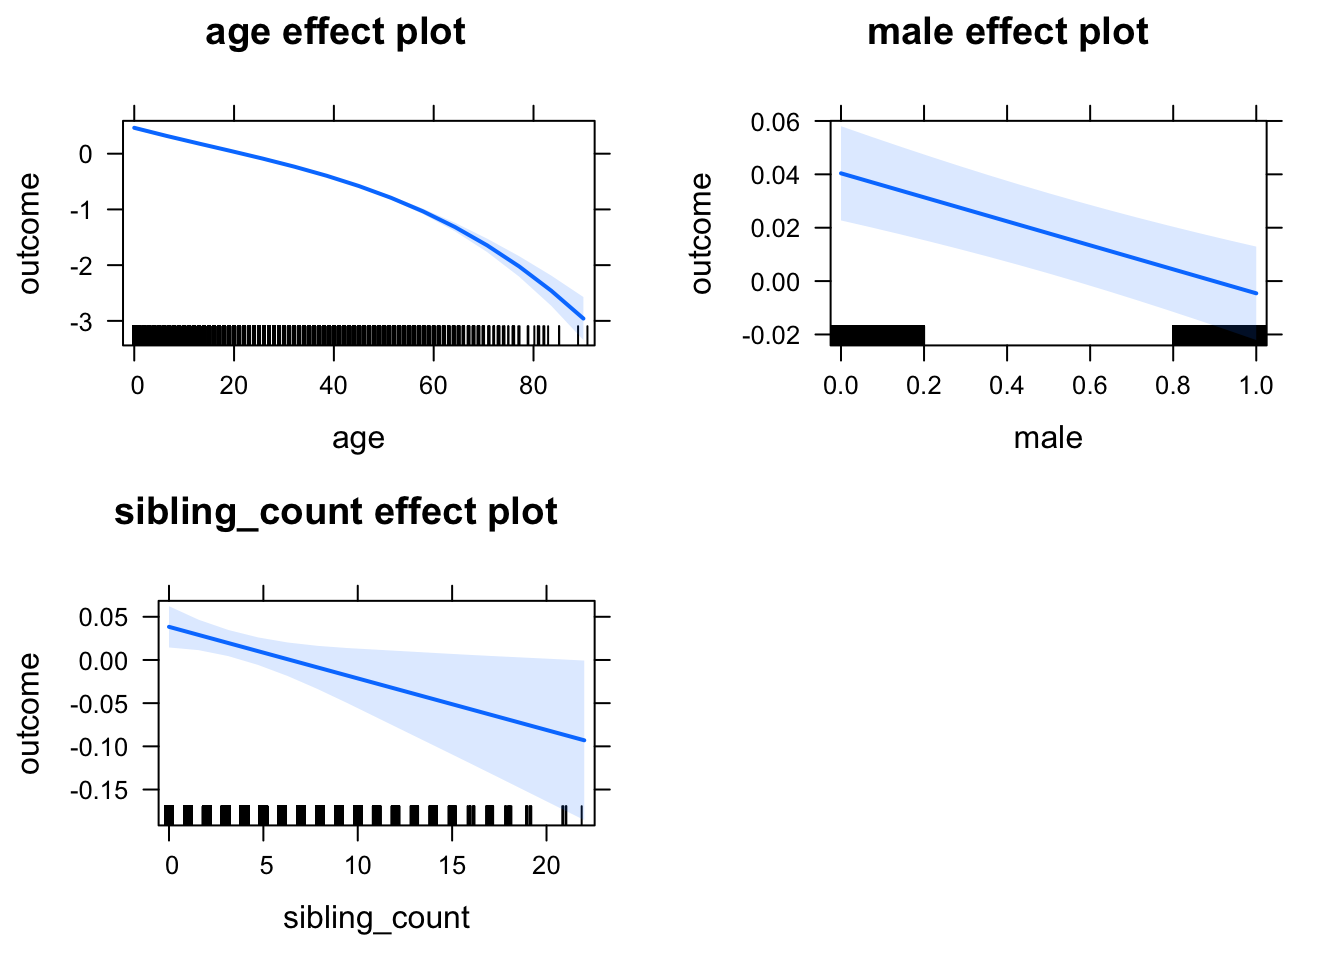 age effect plot
outcome
0
-1
-2
-3
0 20 40 60 80
age
male effect plot
outcome
0.06
0.04
0.02
0.00
-0.02
0.0 0.2 0.4 0.6 0.8 1.0
male
sibling_count effect plot
outcome
0.05
0.00
-0.05
-0.10
-0.15
0 5 10 15 20
sibling_count